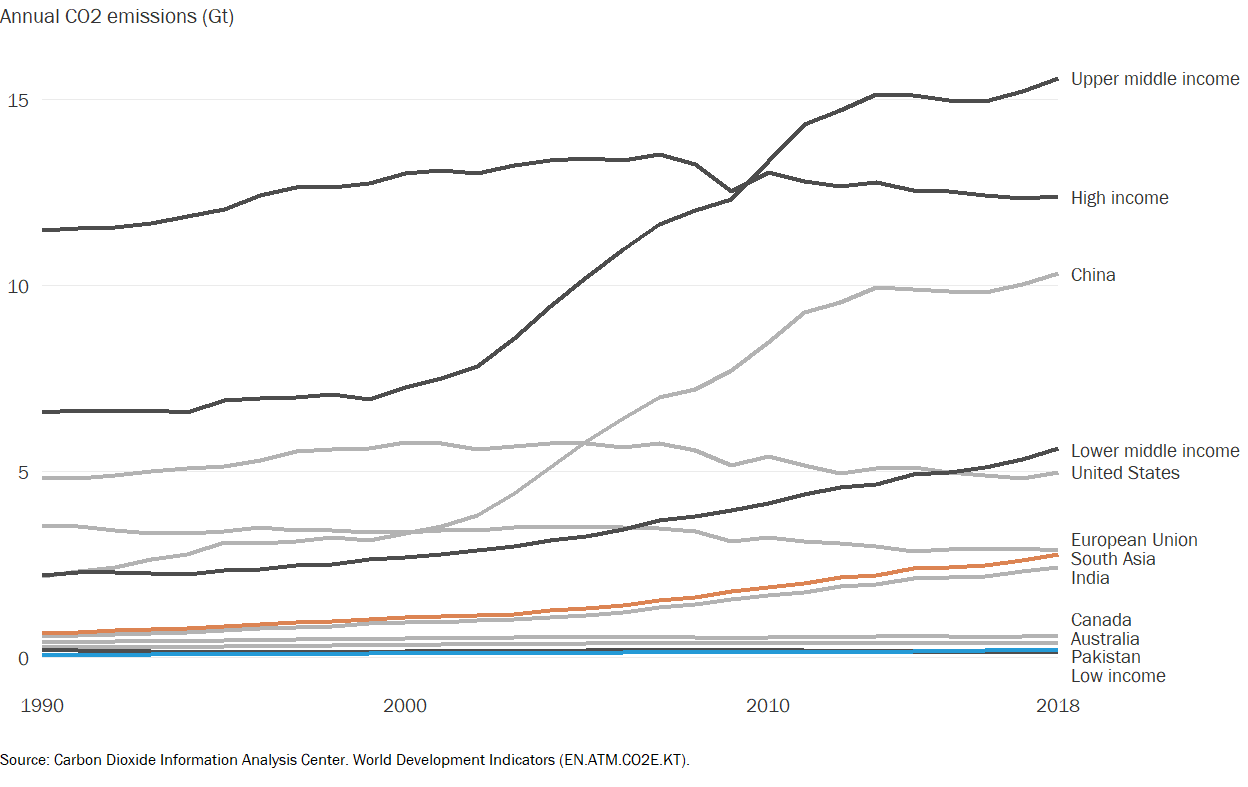 Annual CO2 emissions (Gt)
Upper middle income
15
High income
China
10
Lower middle income
5
United States
European Union
South Asia
India
Canada
Australia
0
Pakistan
Low income
1990
2000
2010
2018
Source: Carbon Dioxide Information Analysis Center. World Development Indicators (EN.ATM.CO2E.KT).